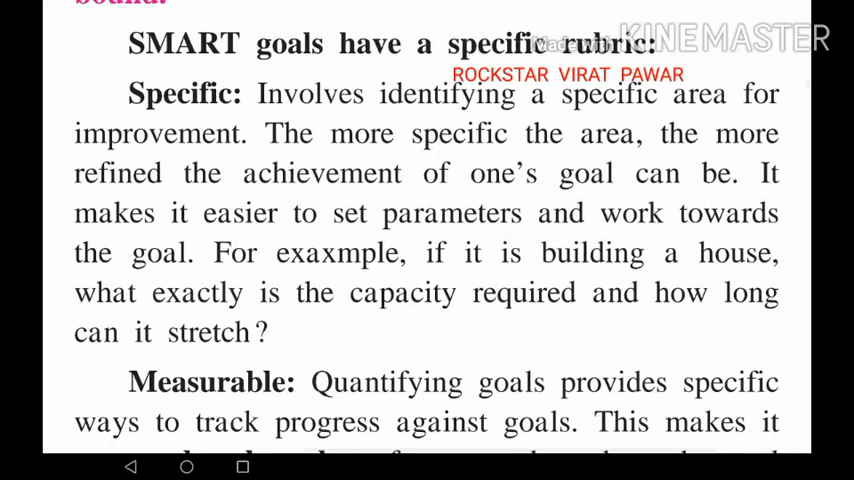 bound.
SMART goals have a specific rubric:
Made with KINEMASTER
ROCKSTAR VIRAT PAWAR
Specific: Involves identifying a specific area for
improvement. The more specific the area, the more
refined the achievement of one's goal can be. It
makes it easier to set parameters and work towards
the goal. For exaxmple, if it is building a house,
what exactly is the capacity required and how long
can it stretch?
Measurable: Quantifying goals provides specific
ways to track progress against goals. This makes it